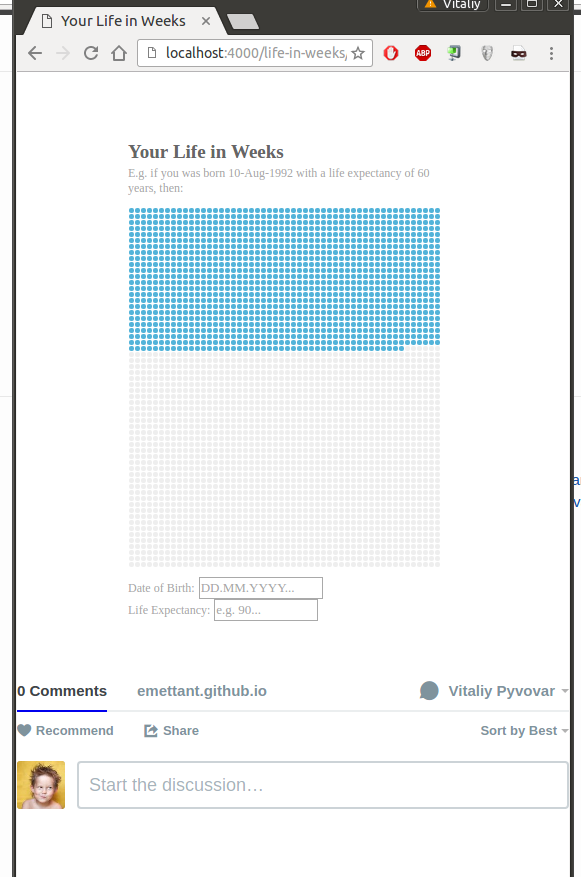 Vitaliy
Your Life in Weeks
localhost:4000/life-in-weeks/
ABP
Your Life in Weeks
E.g. if you was born 10-Aug-1992 with a life expectancy of 60
years, then:
Date of Birth: DD.MM.YYYY...
Life Expectancy: e.g. 90...
0 Comments emettant.github.io Vitaliy Pyvovar
Recommend Share Sort by Best
Start the discussion…